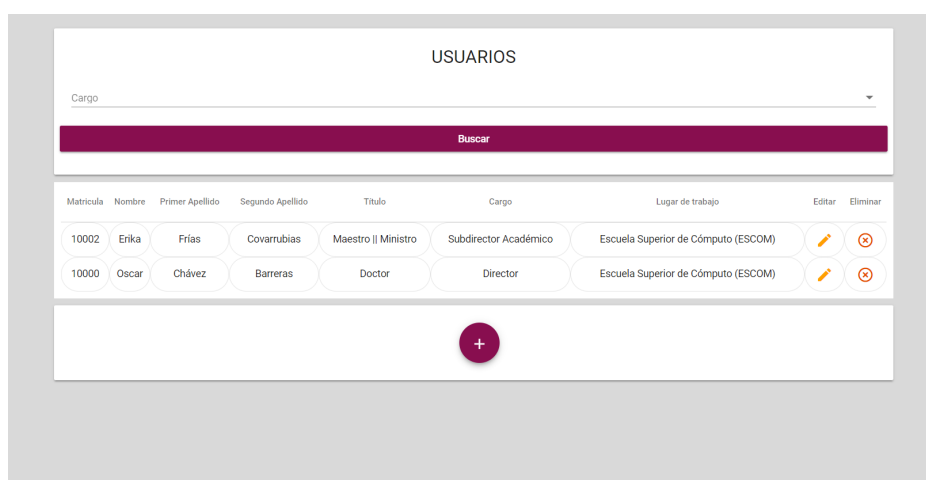 USUARIOS
Cargo
Buscar
Matricula Nombre Primer Apellido Segundo Apellido Título Cargo Lugar de trabajo Editar Eliminar
10002 Erika Frías Covarrubias Maestro || Ministro Subdirector Académico Escuela Superior de Cómputo (ESCOM)
10000 Oscar Chávez Barreras Doctor Director Escuela Superior de Cómputo (ESCOM)
+